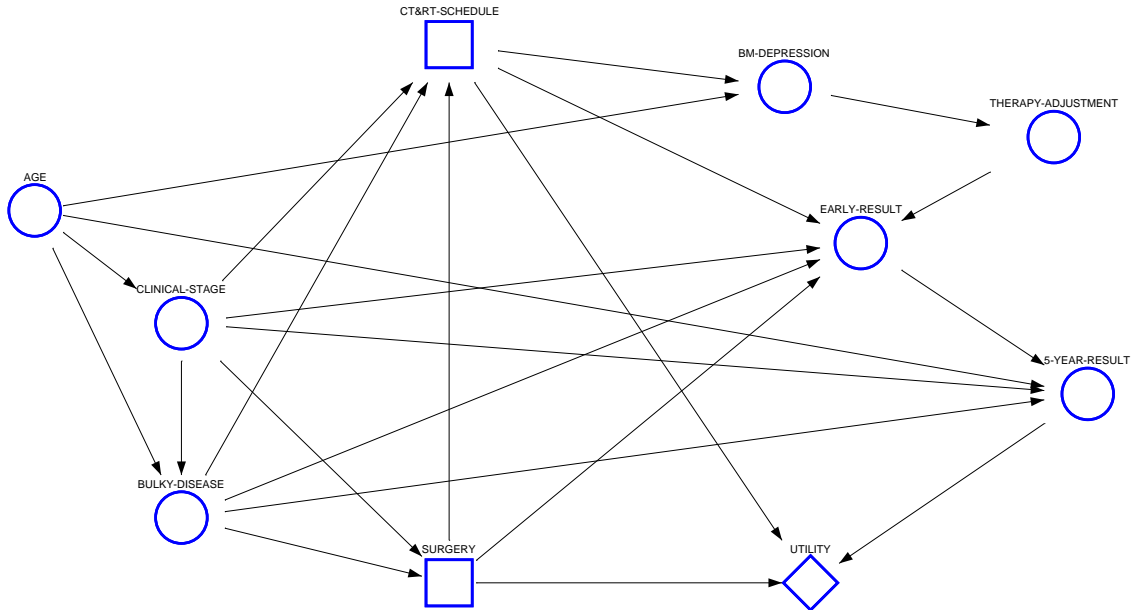 CT&RT-SCHEDULE
BM-DEPRESSION
THERAPY-ADJUSTMENT
AGE
EARLY-RESULT
CLINICAL-STAGE
5-YEAR-RESULT
BULKY-DISEASE
SURGERY
UTILITY